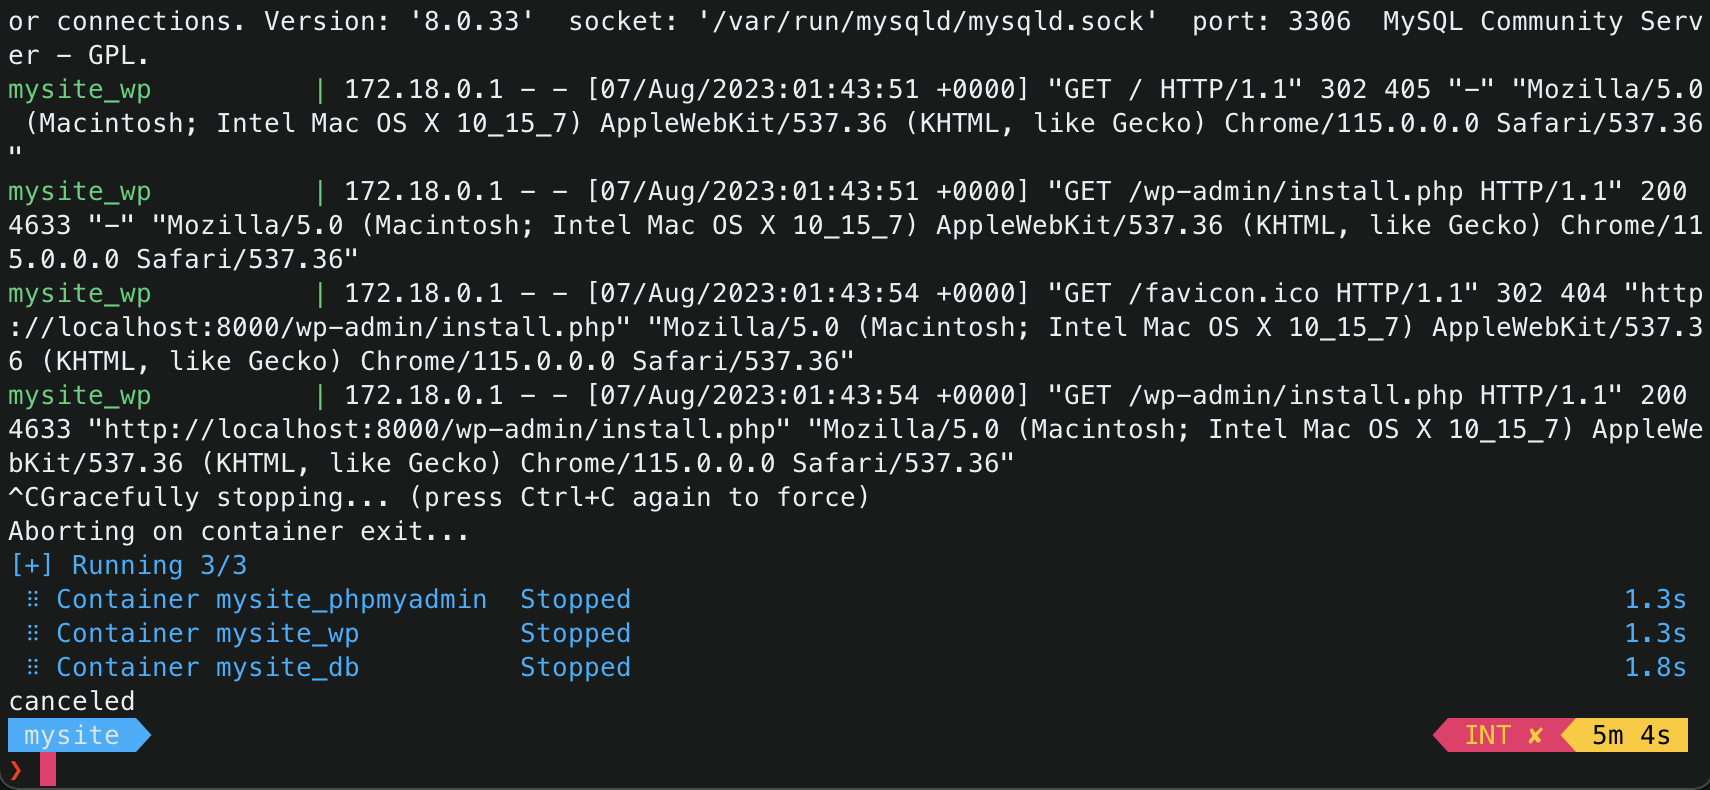 or connections. Version: '8.0.33'  socket: '/var/run/mysqld/mysqld.sock'  port: 3306  MySQL Community Serv
er - GPL.
mysite_wp          | 172.18.0.1 - - [07/Aug/2023:01:43:51 +0000] "GET / HTTP/1.1" 302 405 "-" "Mozilla/5.0
 (Macintosh; Intel Mac OS X 10_15_7) AppleWebKit/537.36 (KHTML, like Gecko) Chrome/115.0.0.0 Safari/537.36
"
mysite_wp          | 172.18.0.1 - - [07/Aug/2023:01:43:51 +0000] "GET /wp-admin/install.php HTTP/1.1" 200
4633 "-" "Mozilla/5.0 (Macintosh; Intel Mac OS X 10_15_7) AppleWebKit/537.36 (KHTML, like Gecko) Chrome/11
5.0.0.0 Safari/537.36"
mysite_wp          | 172.18.0.1 - - [07/Aug/2023:01:43:54 +0000] "GET /favicon.ico HTTP/1.1" 302 404 "http
://localhost:8000/wp-admin/install.php" "Mozilla/5.0 (Macintosh; Intel Mac OS X 10_15_7) AppleWebKit/537.3
6 (KHTML, like Gecko) Chrome/115.0.0.0 Safari/537.36"
mysite_wp          | 172.18.0.1 - - [07/Aug/2023:01:43:54 +0000] "GET /wp-admin/install.php HTTP/1.1" 200
4633 "http://localhost:8000/wp-admin/install.php" "Mozilla/5.0 (Macintosh; Intel Mac OS X 10_15_7) AppleWe
bKit/537.36 (KHTML, like Gecko) Chrome/115.0.0.0 Safari/537.36"
^CGracefully stopping... (press Ctrl+C again to force)
Aborting on container exit...
[+] Running 3/3
 ⠿ Container mysite_phpmyadmin  Stopped 1.3s
 ⠿ Container mysite_wp          Stopped 1.3s
 ⠿ Container mysite_db          Stopped 1.8s
canceled
mysite INT ✘ 5m 4s
❯